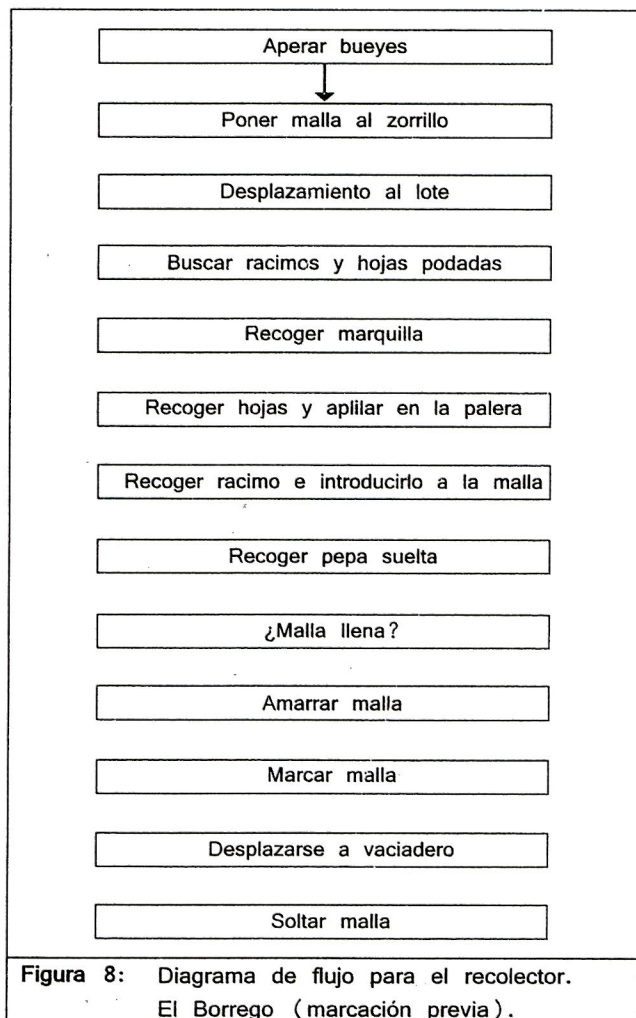 Aperar bueyes
Poner malla al zorrillo
Desplazamiento al lote
Buscar racimos y hojas podadas
Recoger marquilla
Recoger hojas y aplilar en la palera
Recoger racimo e introducirlo a la malla
Recoger pepa suelta
¿Malla llena?
Amarrar malla
Marcar malla
Desplazarse a vaciadero
Soltar malla
Figura 8: Diagrama de flujo para el recolector.
El Borrego (marcación previa).